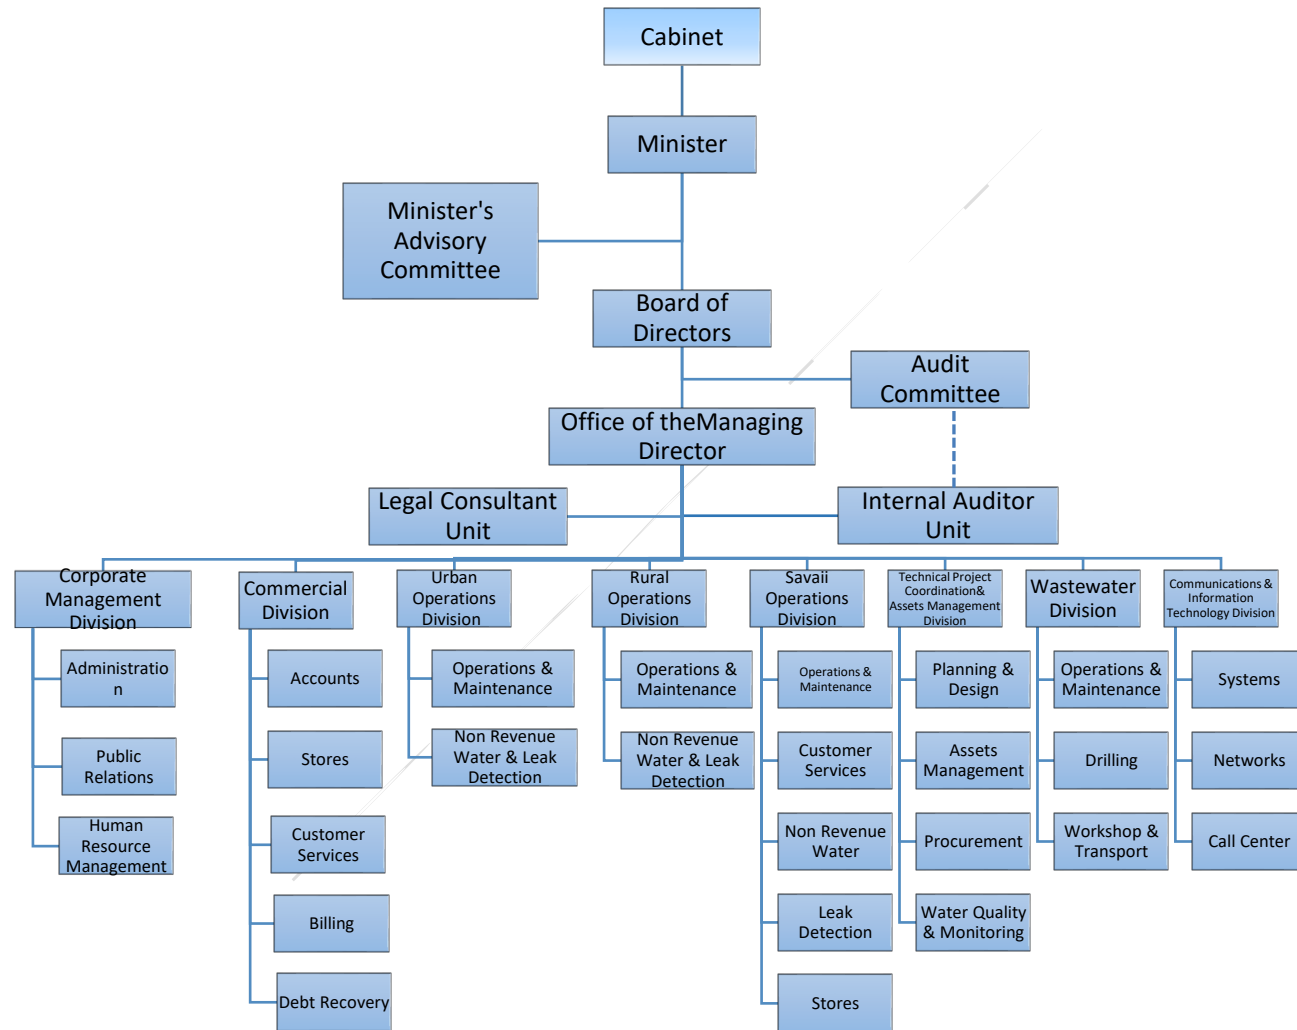 Cabinet
Minister
Minister's
Advisory
Committee
Board of
Directors
Audit
Committee
Office of theManaging
Director
Legal Consultant
Unit
Internal Auditor
Unit
Corporate
Management
Division
Administratio
n
Public
Relations
Human
Resource
Management
Commercial
Division
Accounts
Stores
Customer
Services
Billing
Debt Recovery
Urban
Operations
Division
Operations &
Maintenance
Non Revenue
Water & Leak
Detection
Rural
Operations
Division
Operations &
Maintenance
Non Revenue
Water & Leak
Detection
Savaii
Operations
Division
Operations &
Maintenance
Customer
Services
Non Revenue
Water
Leak
Detection
Stores
Technical Project
Coordination&
Assets Management
Division
Planning &
Design
Assets
Management
Procurement
Water Quality
& Monitoring
Wastewater
Division
Operations &
Maintenance
Drilling
Workshop &
Transport
Communications &
Information
Technology Division
Systems
Networks
Call Center